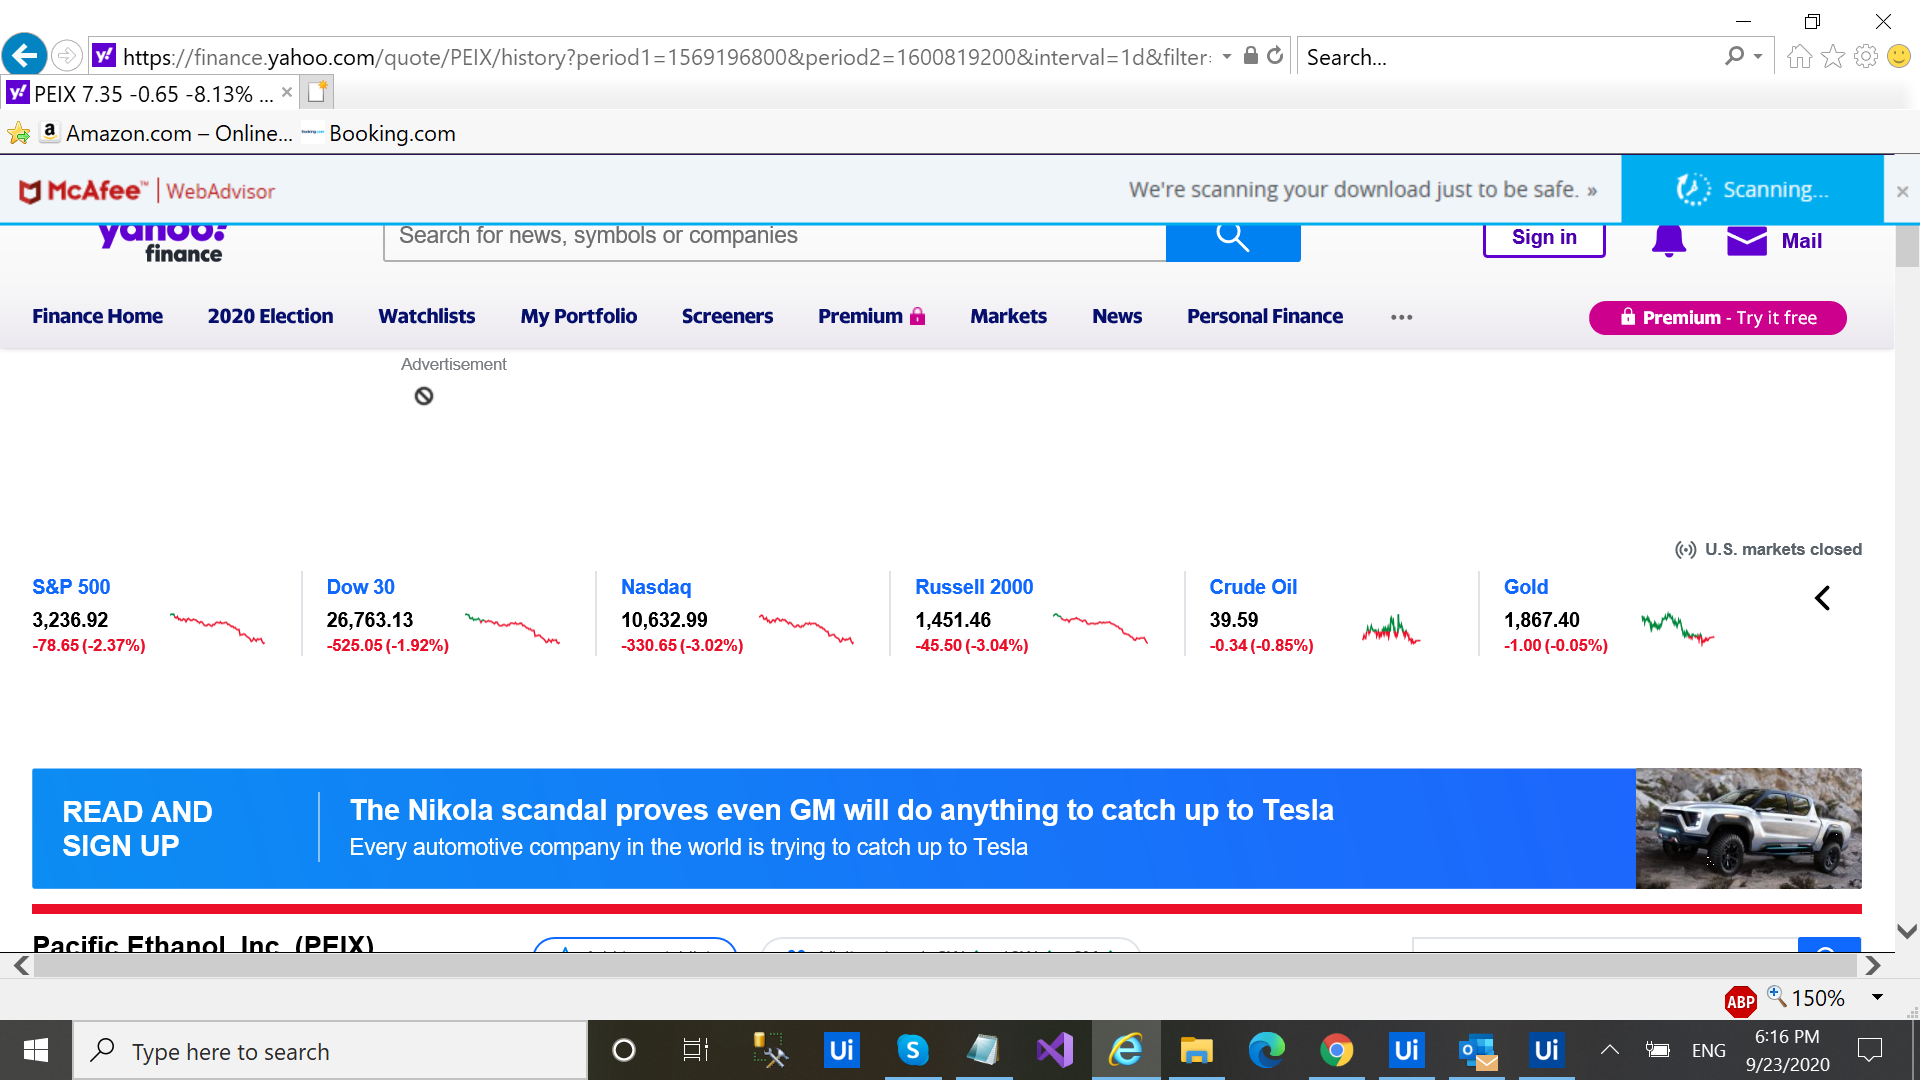 https://finance.yahoo.com/quote/PEIX/history?period1=1569196800&period2=1600819200&interval=1d&filter:
Search...
PEIX 7.35 -0.65 -8.13% ...
Amazon.com – Online...
Booking.com
McAfee™ | WebAdvisor
We're scanning your download just to be safe. »
Scanning...
yahoo!
finance
Search for news, symbols or companies
Sign in
Mail
Finance Home
2020 Election
Watchlists
My Portfolio
Screeners
Premium
Markets
News
Personal Finance
Premium - Try it free
Advertisement
U.S. markets closed
S&P 500
3,236.92
-78.65 (-2.37%)
Dow 30
26,763.13
-525.05 (-1.92%)
Nasdaq
10,632.99
-330.65 (-3.02%)
Russell 2000
1,451.46
-45.50 (-3.04%)
Crude Oil
39.59
-0.34 (-0.85%)
Gold
1,867.40
-1.00 (-0.05%)
READ AND
SIGN UP
The Nikola scandal proves even GM will do anything to catch up to Tesla
Every automotive company in the world is trying to catch up to Tesla
Pacific Ethanol, Inc. (PEIX)
ABP
150%
Type here to search
ENG
6:16 PM
9/23/2020